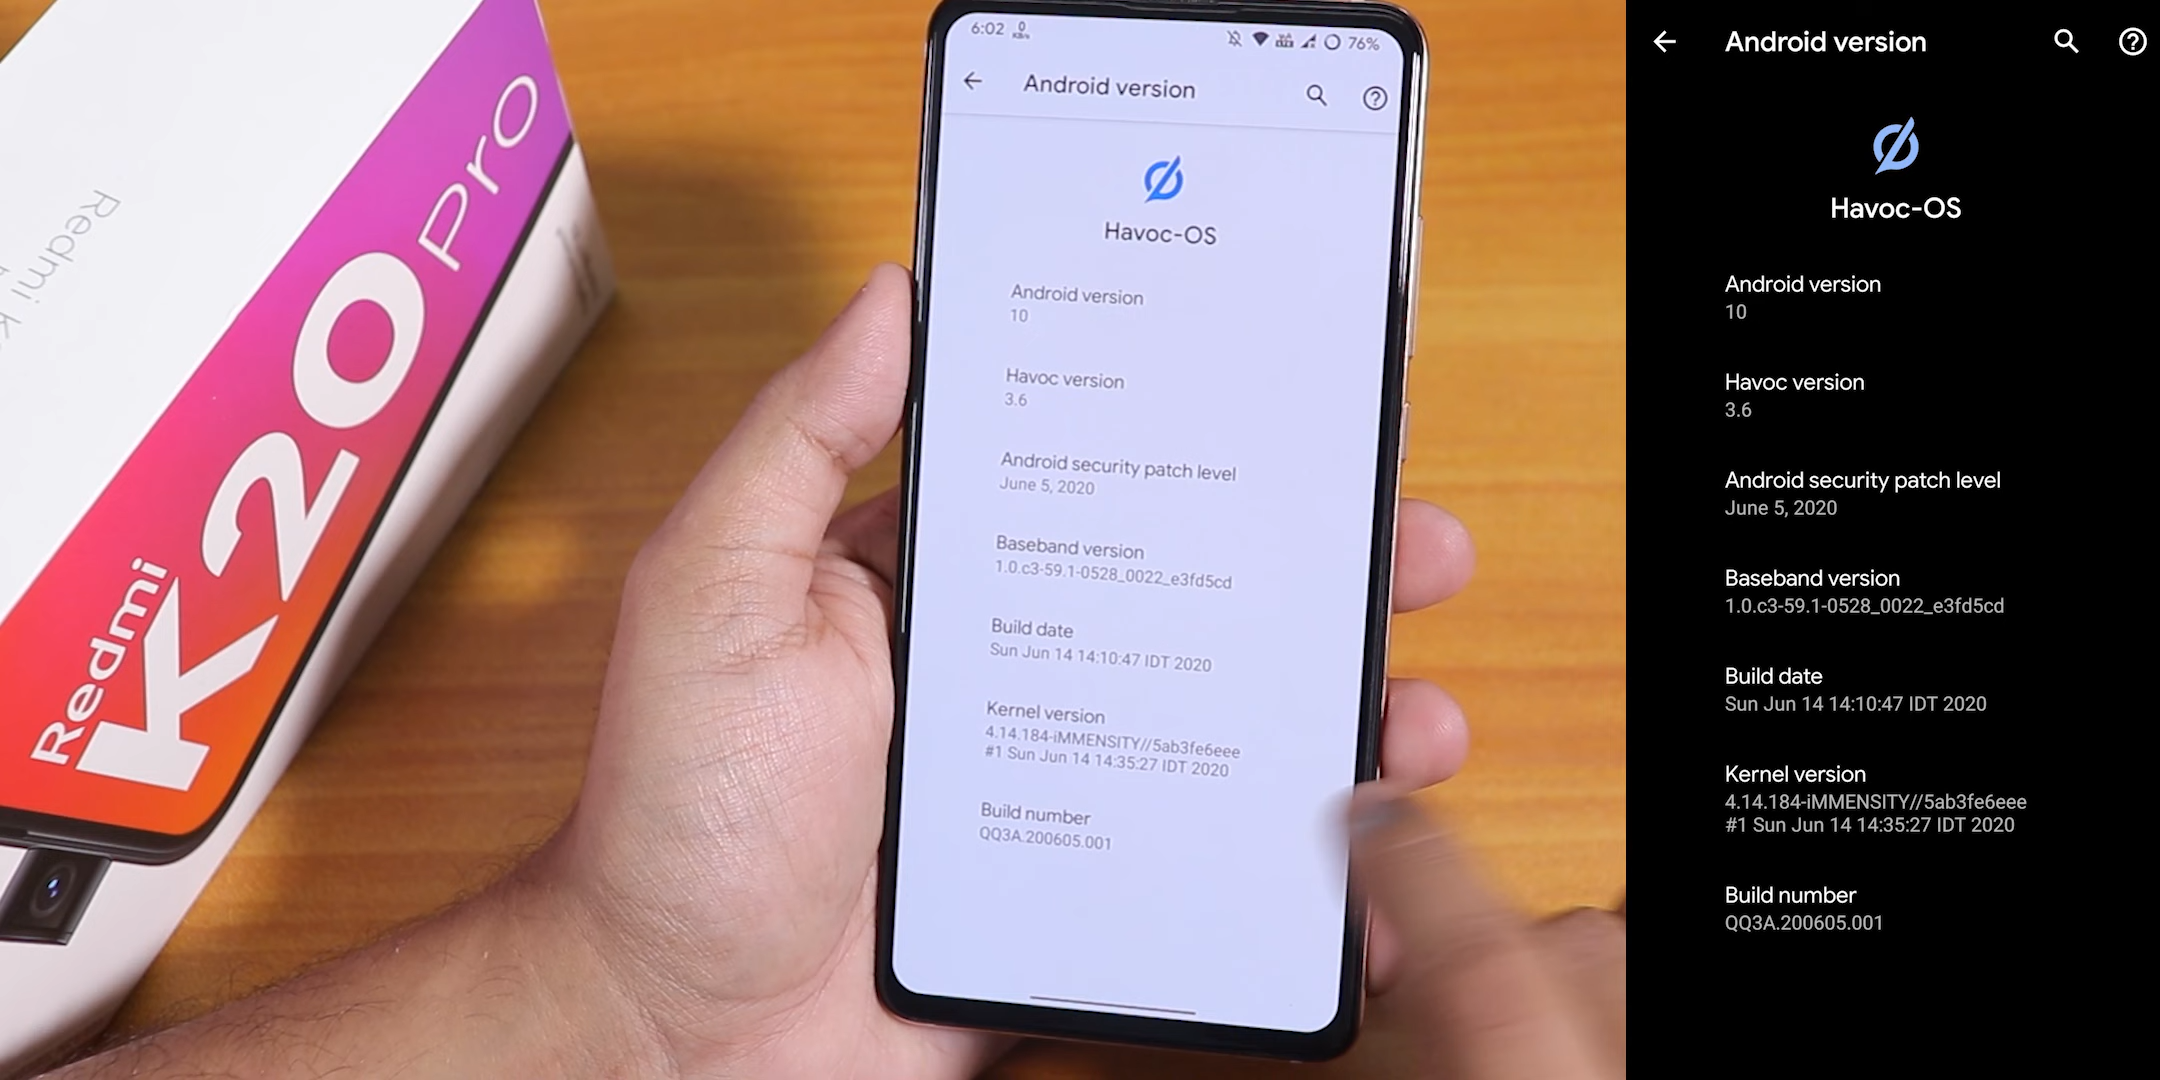 Redmi K20 Pro
Redmi K
6:02
0
KB/s
76%
Android version
Havoc-OS
Android version
10
Havoc version
3.6
Android security patch level
June 5, 2020
Baseband version
1.0.c3-59.1-0528_0022_e3fd5cd
Build date
Sun Jun 14 14:10:47 IDT 2020
Kernel version
4.14.184-iMMENSITY//5ab3fe6eee
#1 Sun Jun 14 14:35:27 IDT 2020
Build number
QQ3A.200605.001
Android version
Havoc-OS
Android version
10
Havoc version
3.6
Android security patch level
June 5, 2020
Baseband version
1.0.c3-59.1-0528_0022_e3fd5cd
Build date
Sun Jun 14 14:10:47 IDT 2020
Kernel version
4.14.184-iMMENSITY//5ab3fe6eee
#1 Sun Jun 14 14:35:27 IDT 2020
Build number
QQ3A.200605.001